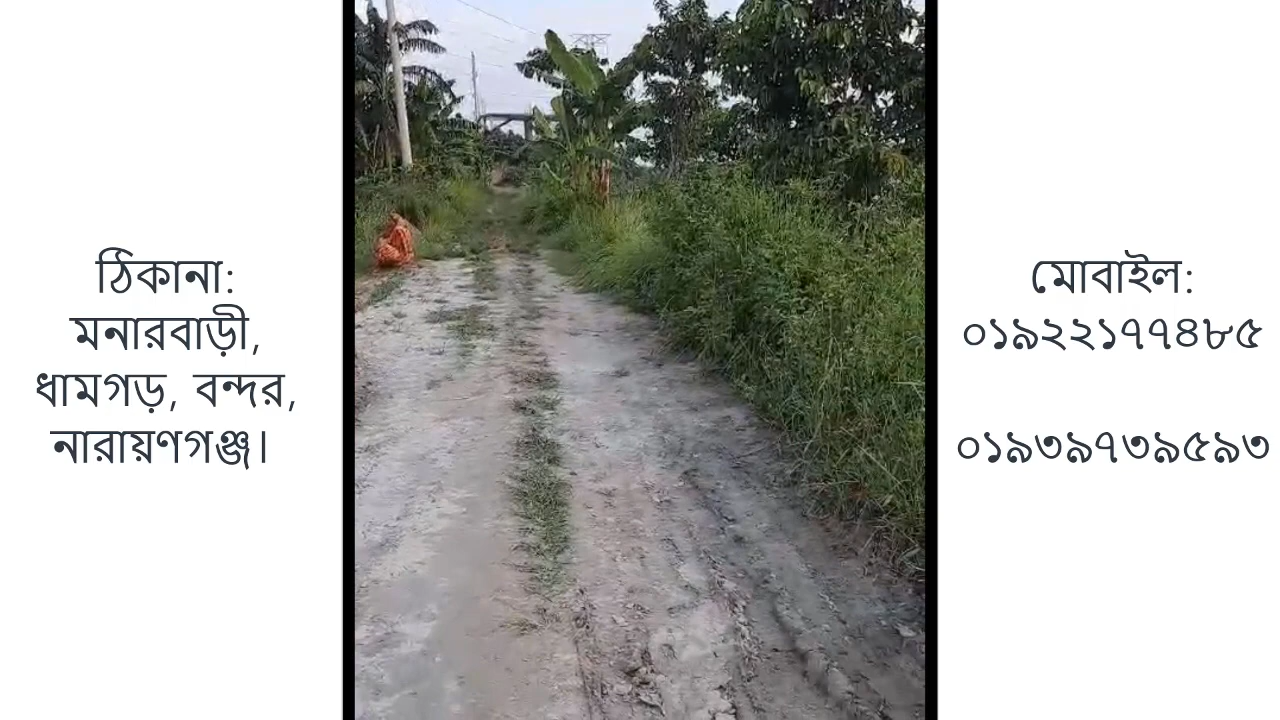 ঠিকানা:
মনারবাড়ী,
ধামগড়, বন্দর,
নারায়ণগঞ্জ।
মোবাইল:
০১৯২২১৭৭৪৮৫
০১৯৩৯৭৩৯৫৯৩